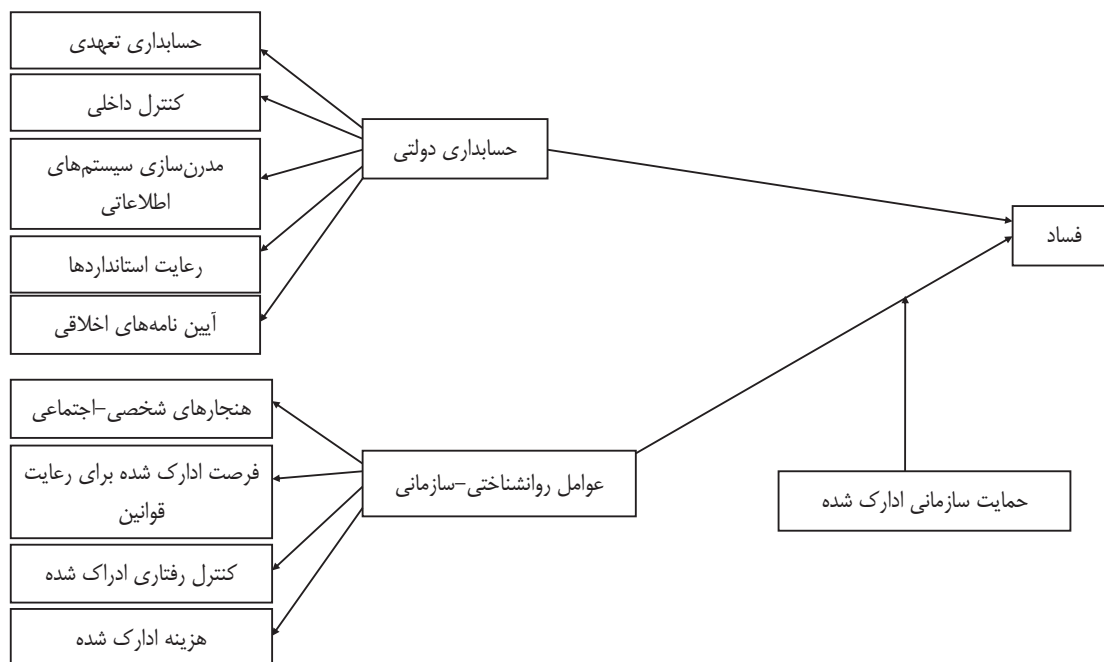 حسابداری تعهدی
کنترل داخلی
مدرن‌سازی سیستم‌های
اطلاعاتی
رعایت استانداردها
آیین نامه‌های اخلاقی
حسابداری دولتی
فساد
هنجارهای شخصی-اجتماعی
فرصت ادارک شده برای رعایت
قوانین
کنترل رفتاری ادراک شده
هزینه ادارک شده
عوامل روانشناختی-سازمانی
حمایت سازمانی ادارک شده